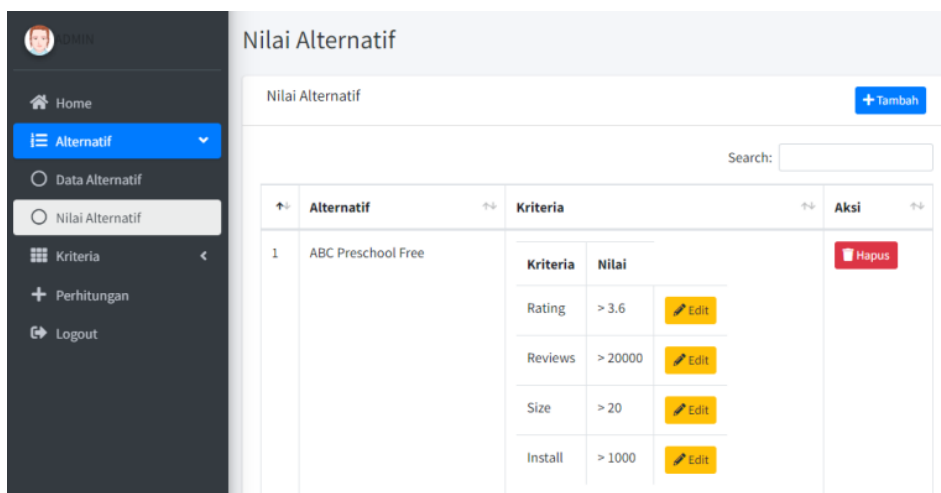 ADMIN
Home
Alternatif
Data Alternatif
Nilai Alternatif
Kriteria
Perhitungan
Logout
Nilai Alternatif
Nilai Alternatif
Tambah
Search:
Alternatif Kriteria Aksi
1 ABC Preschool Free Hapus
Kriteria Nilai
Rating > 3.6 Edit
Reviews > 20000 Edit
Size > 20 Edit
Install > 1000 Edit